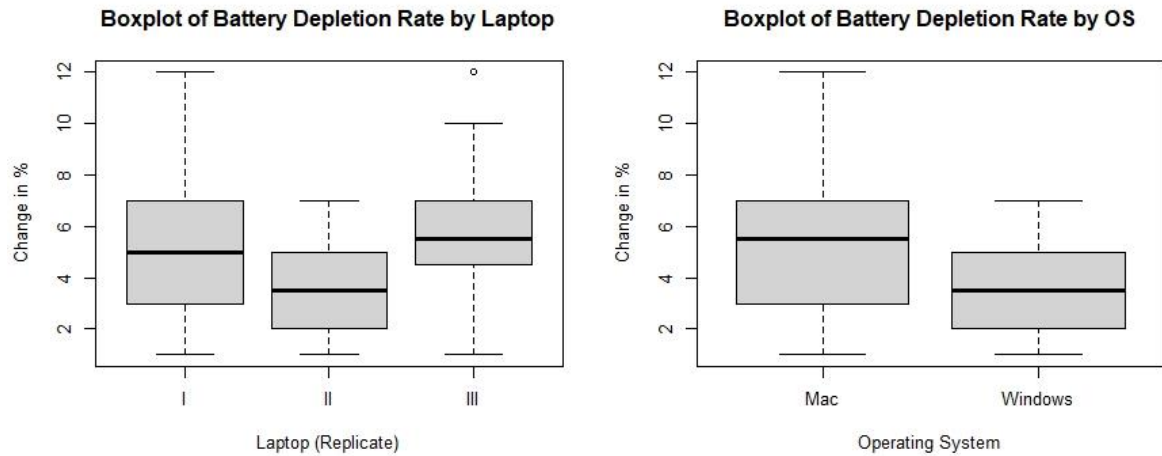 Boxplot of Battery Depletion Rate by Laptop
Change in %
12
10
8
6
4
2
I
II
III
Laptop (Replicate)
Boxplot of Battery Depletion Rate by OS
Change in %
12
10
8
6
4
2
Mac
Windows
Operating System